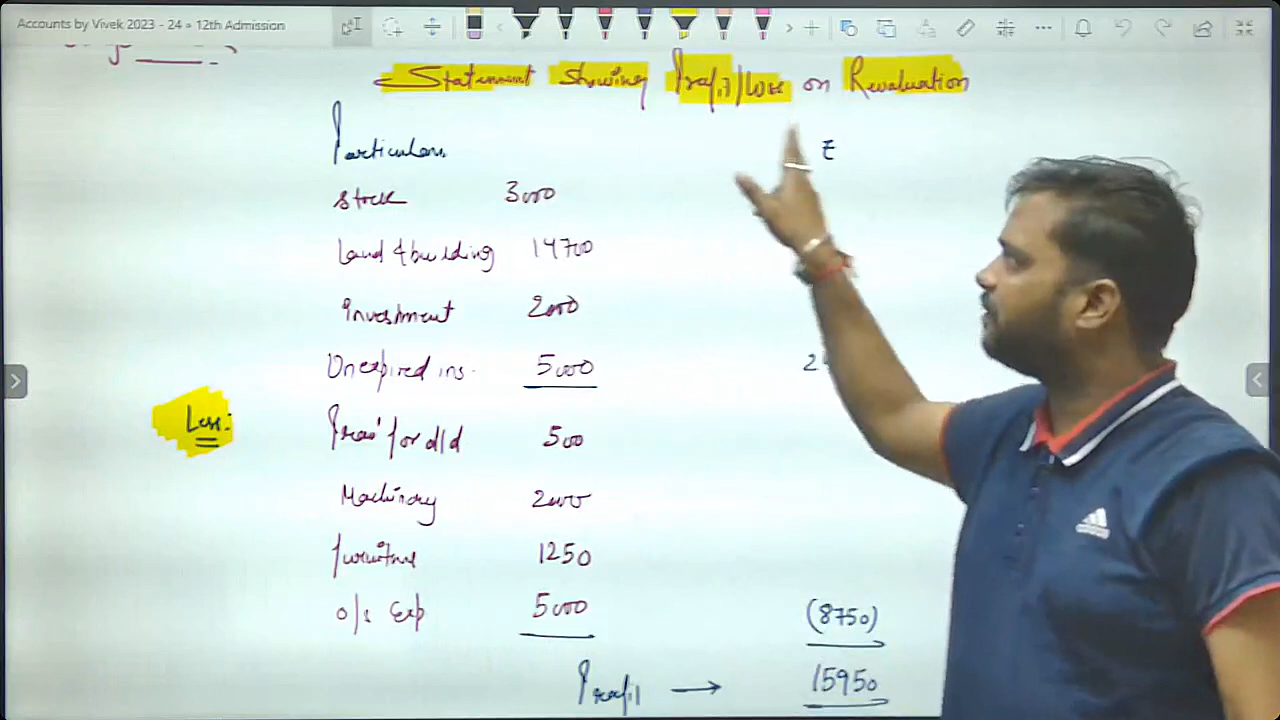 Accounts by Vivek 2023 - 24 = 12th Admission
Statement showing Profit/Loss on Revaluation
Particulars ₹
Stock 3000
Land & building 14700
Investment 2000
Unexpired ins. 5000
Less:
Prov' for d/d 500
Machinery 2000
furniture 1250
o/s Exp 5000 (8750)
Profit → 15950